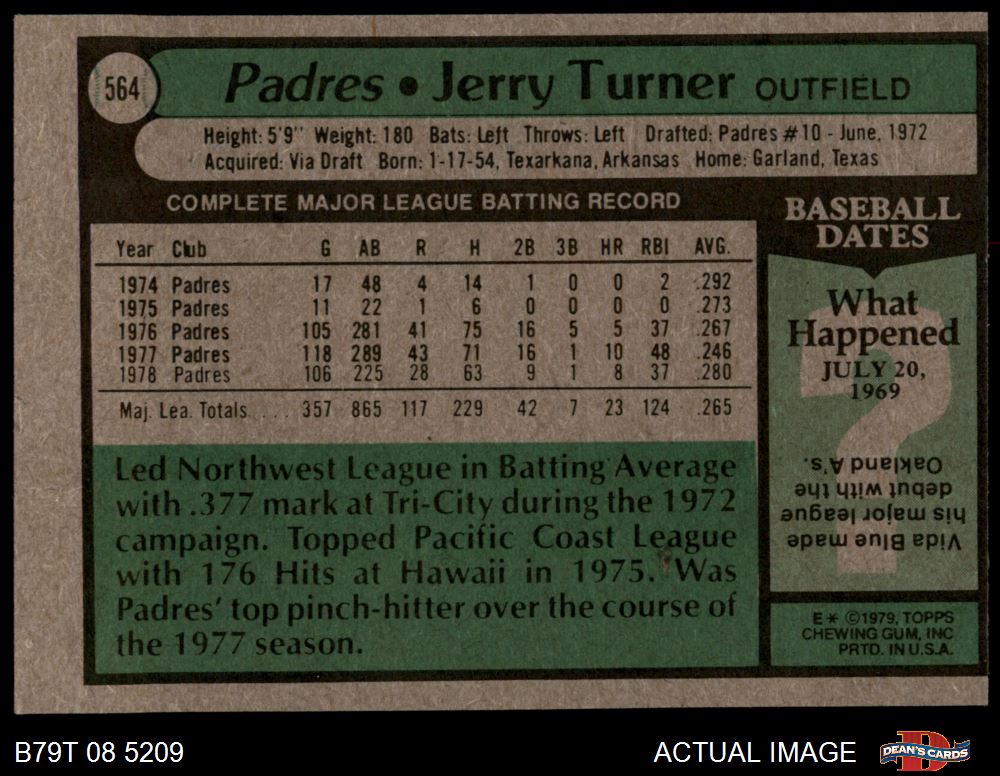 564
Padres • Jerry Turner OUTFIELD
Height: 5'9" Weight: 180 Bats: Left Throws: Left Drafted: Padres #10 - June, 1972
Acquired: Via Draft Born: 1-17-54, Texarkana, Arkansas Home: Garland, Texas
COMPLETE MAJOR LEAGUE BATTING RECORD
Year Club G AB R H 2B 3B HR RBI AVG.
1974 Padres 17 48 4 14 1 0 0 2 .292
1975 Padres 11 22 1 6 0 0 0 0 .273
1976 Padres 105 281 41 75 16 5 5 37 .267
1977 Padres 118 289 43 71 16 1 10 48 .246
1978 Padres 106 225 28 63 9 1 8 37 .280
Maj. Lea. Totals .... 357 865 117 229 42 7 23 124 .265
Led Northwest League in Batting Average
with .377 mark at Tri-City during the 1972
campaign. Topped Pacific Coast League
with 176 Hits at Hawaii in 1975. Was
Padres' top pinch-hitter over the course of
the 1977 season.
BASEBALL
DATES
What
Happened
JULY 20,
1969
?
Vida Blue made
his major league
debut with the
Oakland A's.
E* ©1979, TOPPS
CHEWING GUM, INC
PRTD. IN U.S.A.
B79T 08 5209
ACTUAL IMAGE
D
DEAN'S CARDS